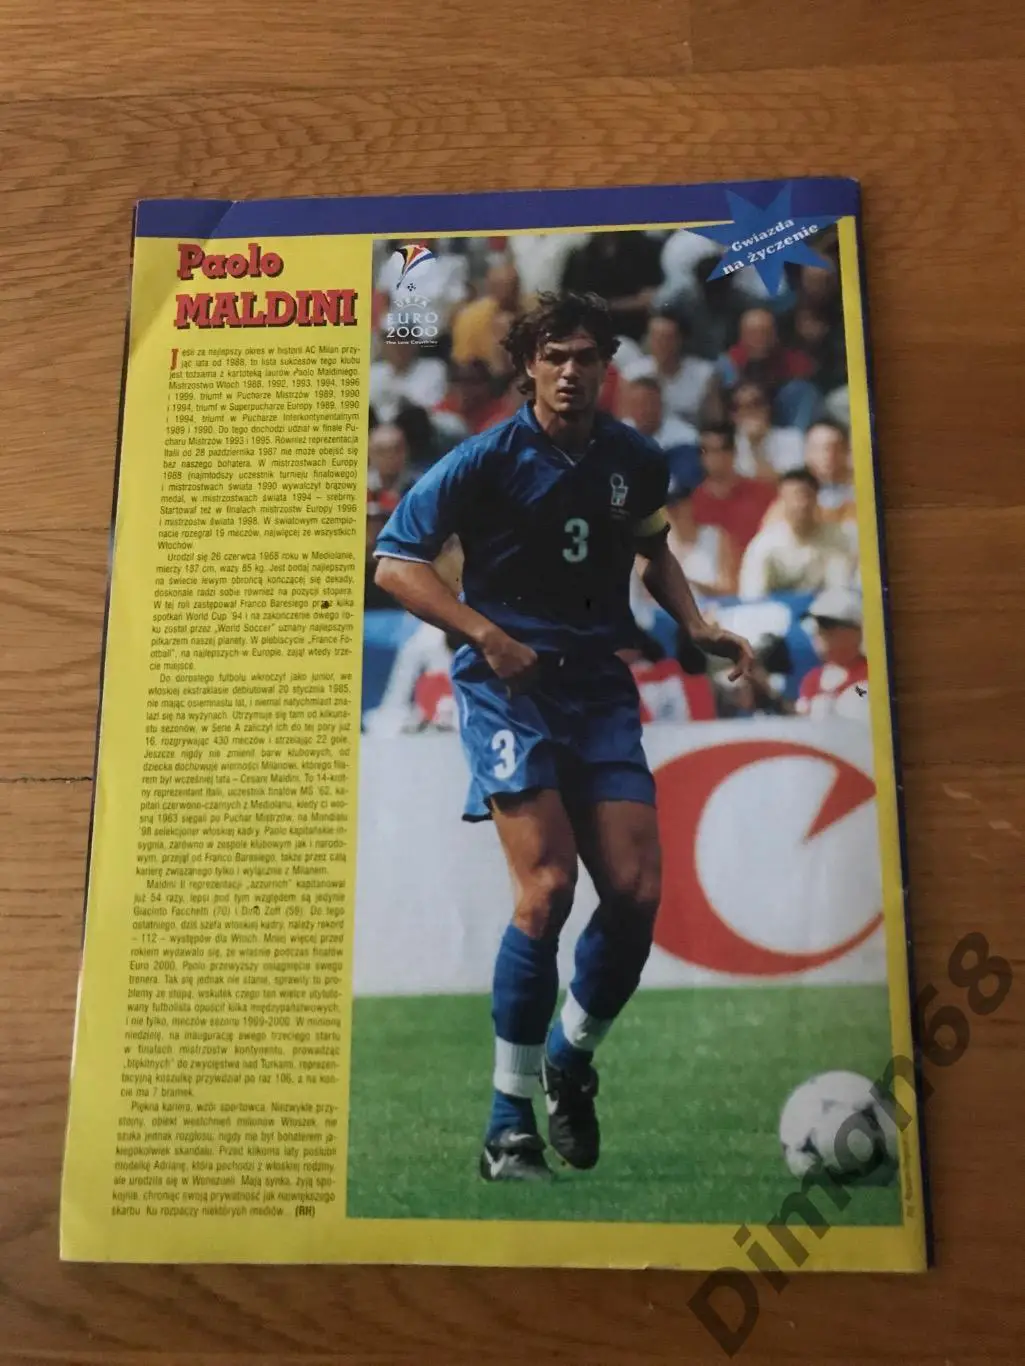 Gwiazda
na życzenie
Paolo
MALDINI
UEFA
EURO
2000
The Low Countries
Jeśli za najlepszy okres w historii AC Milan przy-
jąć lata od 1988, to lista sukcesów tego klubu
jest tożsama z kartoteką laurów Paolo Maldiniego.
Mistrzostwo Włoch 1988, 1992, 1993, 1994, 1996
i 1999, triumf w Pucharze Mistrzów 1989, 1990
i 1994, triumf w Superpucharze Europy 1989, 1990
i 1994, triumf w Pucharze Interkontynentalnym
1989 i 1990. Do tego dochodzi udział w finale Pu-
charu Mistrzów 1993 i 1995. Również reprezentacja
Italii od 28 października 1987 nie może obejść się
bez naszego bohatera. W mistrzostwach Europy
1988 (najmłodszy uczestnik turnieju finałowego)
i mistrzostwach świata 1990 wywalczył brązowy
medal, w mistrzostwach świata 1994 – srebrny.
Startował też w finałach mistrzostw Europy 1996
i mistrzostw świata 1998. W światowym czempio-
nacie rozegrał 19 meczów, najwięcej ze wszystkich
Włochów.
Urodził się 26 czerwca 1968 roku w Mediolanie,
mierzy 187 cm, waży 85 kg. Jest bodaj najlepszym
na świecie lewym obrońcą kończącej się dekady,
doskonale radzi sobie również na pozycji stopera.
W tej roli zastępował Franco Baresiego przez kilka
spotkań World Cup '94 i na zakończenie owego ro-
ku został przez „World Soccer" uznany najlepszym
piłkarzem naszej planety. W plebiscycie „France Fo-
otball", na najlepszych w Europie, zajął wtedy trze-
cie miejsce.
Do dorosłego futbolu wkroczył jako junior, we
włoskiej ekstraklasie debiutował 20 stycznia 1985,
nie mając osiemnastu lat, i niemal natychmiast zna-
lazł się na wyżynach. Utrzymuje się tam od kilkuna-
stu sezonów, w Serie A zaliczył ich do tej pory już
16, rozgrywając 430 meczów i strzelając 22 gole.
Jeszcze nigdy nie zmienił barw klubowych, od
dziecka dochowuje wierności Milanowi, którego fila-
rem był wcześniej tata – Cesare Maldini. To 14-krot-
ny reprezentant Italii, uczestnik finałów MŚ '62, ka-
pitan czerwono-czarnych z Mediolanu, kiedy ci wio-
sną 1963 sięgali po Puchar Mistrzów, na Mondialu
'98 selekcjoner włoskiej kadry. Paolo kapitańskie in-
sygnia, zarówno w zespole klubowym jak i narodo-
wym, przejął od Franco Baresiego, także przez całą
karierę związanego tylko i wyłącznie z Milanem.
Maldini II reprezentacji „azzurrich" kapitanował
już 54 razy, lepsi pod tym względem są jedynie
Giacinto Facchetti (70) i Dino Zoff (59). Do tego
ostatniego, dziś szefa włoskiej kadry, należy rekord
– 112 – występów dla Włoch. Mniej więcej przed
rokiem wydawało się, że właśnie podczas finałów
Euro 2000, Paolo przewyższy osiągnięcie swego
trenera. Tak się jednak nie stanie, sprawiły to pro-
blemy ze stopą, wskutek czego ten wielce utytuło-
wany futbolista opuścił kilka międzypaństwowych,
i nie tylko, meczów sezonu 1999-2000. W minioną
niedzielę, na inaugurację swego trzeciego startu
w finałach mistrzostw kontynentu, prowadząc
„błękitnych" do zwycięstwa nad Turkami, reprezen-
tacyjną koszulkę przywdział po raz 106, a na kon-
cie ma 7 bramek.
Piękna kariera, wzór sportowca. Niezwykle przy-
stojny, obiekt westchnień milionów Włoszek, nie
szuka jednak rozgłosu, nigdy nie był bohaterem ja-
kiegokolwiek skandalu. Przed kilkoma laty poślubił
modelkę Adrianę, która pochodzi z włoskiej rodziny,
ale urodziła się w Wenezueli. Mają synka, żyją spo-
kojnie, chroniąc swoją prywatność jak największego
skarbu. Ku rozpaczy niektórych mediów... (RH)
3
3
Dimon68